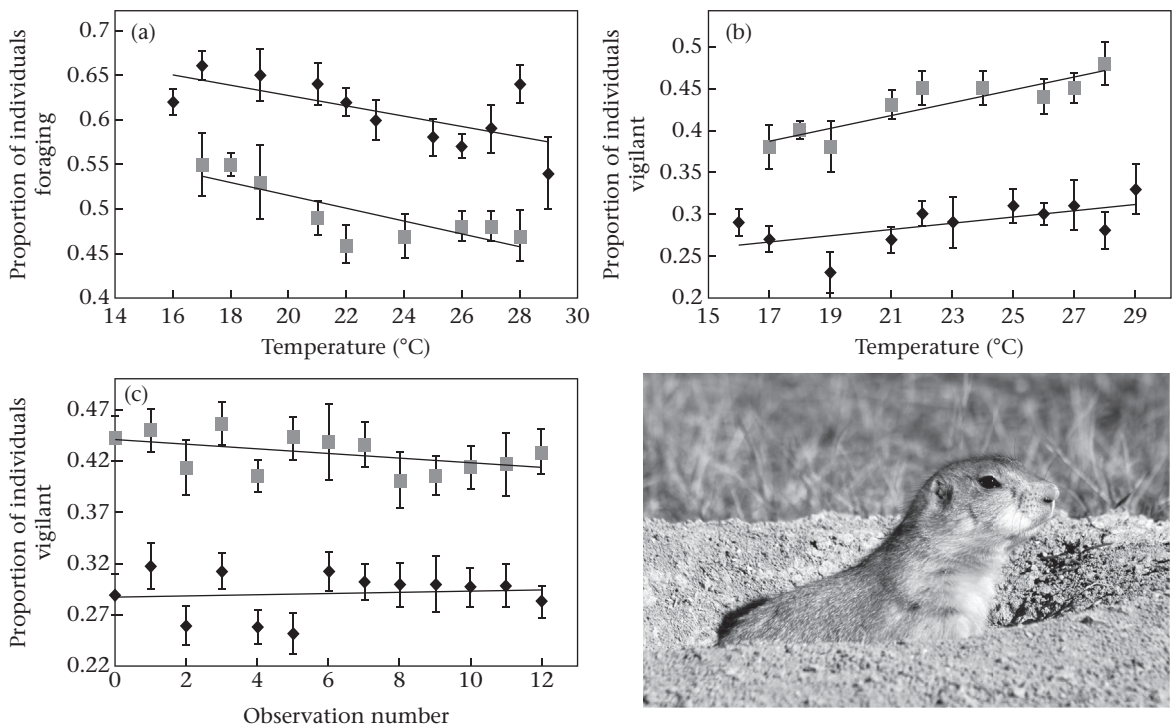 (a)
Proportion of individuals
foraging
0.7
0.65
0.6
0.55
0.5
0.45
0.4
14 16 18 20 22 24 26 28 30
Temperature (°C)
(b)
Proportion of individuals
vigilant
0.5
0.4
0.3
0.25
0.2
15 17 19 21 23 25 27 29
Temperature (°C)
(c)
Proportion of individuals
vigilant
0.47
0.42
0.37
0.32
0.27
0.22
0 2 4 6 8 10 12
Observation number